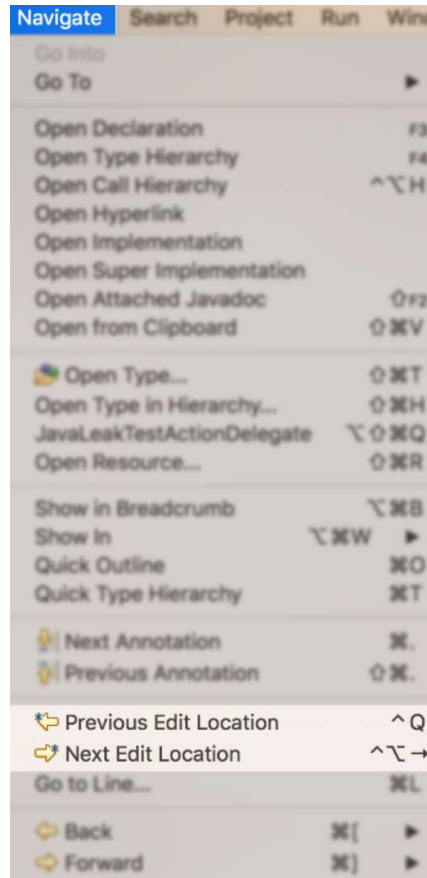 Navigate Search Project Run
Go Into
Go To
Open Declaration F3
Open Type Hierarchy F4
Open Call Hierarchy ^⌥H
Open Hyperlink
Open Implementation
Open Super Implementation
Open Attached Javadoc ⇧F2
Open from Clipboard ⇧⌘V
Open Type... ⇧⌘T
Open Type in Hierarchy... ⇧⌘H
JavaLeakTestActionDelegate ⌥⇧⌘Q
Open Resource... ⇧⌘R
Show in Breadcrumb ⌥⌘B
Show In ⌥⌘W
Quick Outline ⌘O
Quick Type Hierarchy ⌘T
Next Annotation ⌘.
Previous Annotation ⇧⌘.
Previous Edit Location ^Q
Next Edit Location ^⌥→
Go to Line... ⌘L
Back ⌘[
Forward ⌘]